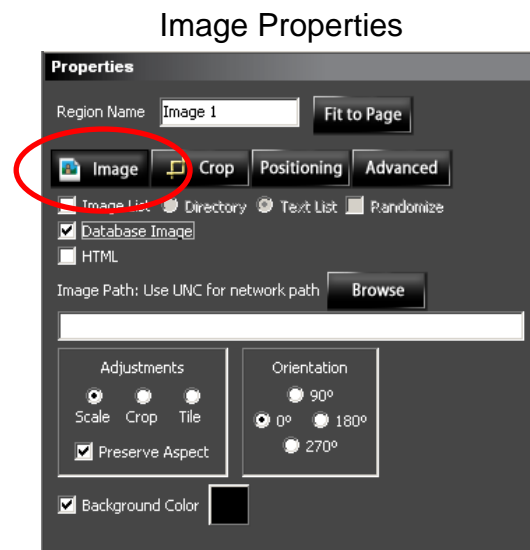 Image Properties
Properties
Region Name Image 1 Fit to Page
Image Crop Positioning Advanced
Image List Directory Text List Randomize
Database Image
HTML
Image Path: Use UNC for network path Browse
Adjustments
Scale Crop Tile
Preserve Aspect
Orientation
90º
0º 180º
270º
Background Color